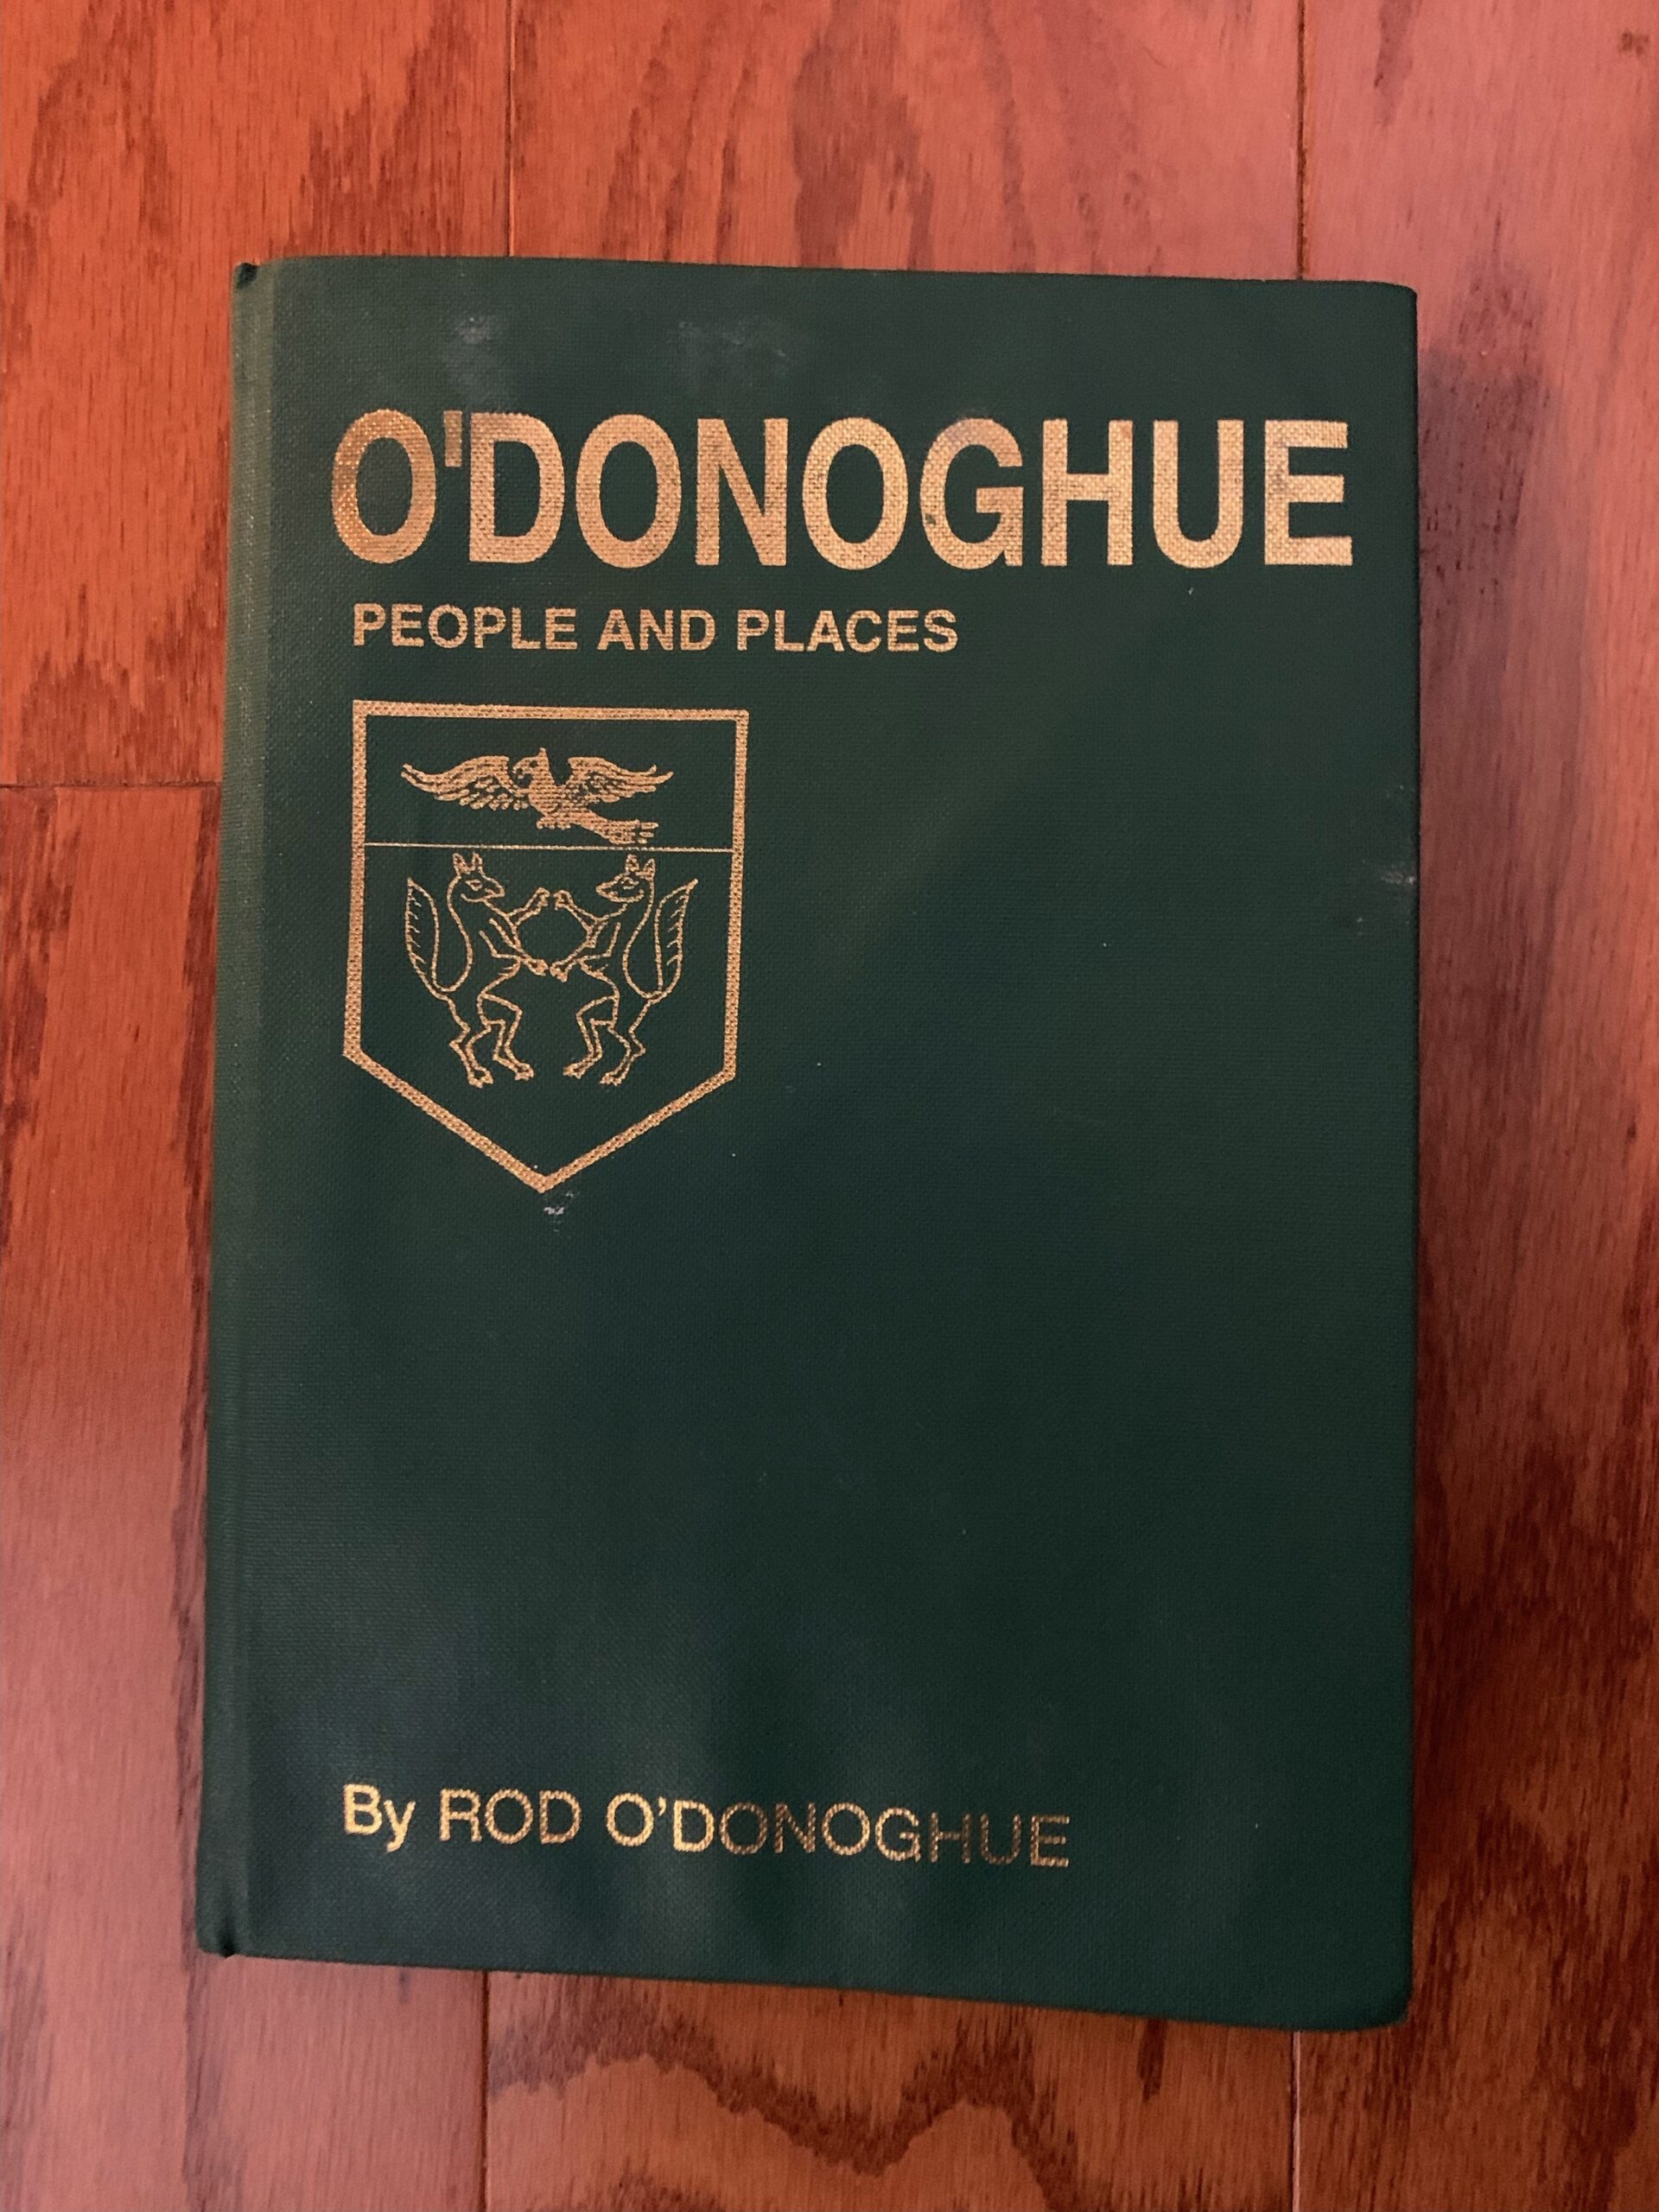 O'DONOGHUE
PEOPLE AND PLACES
By ROD O'DONOGHUE